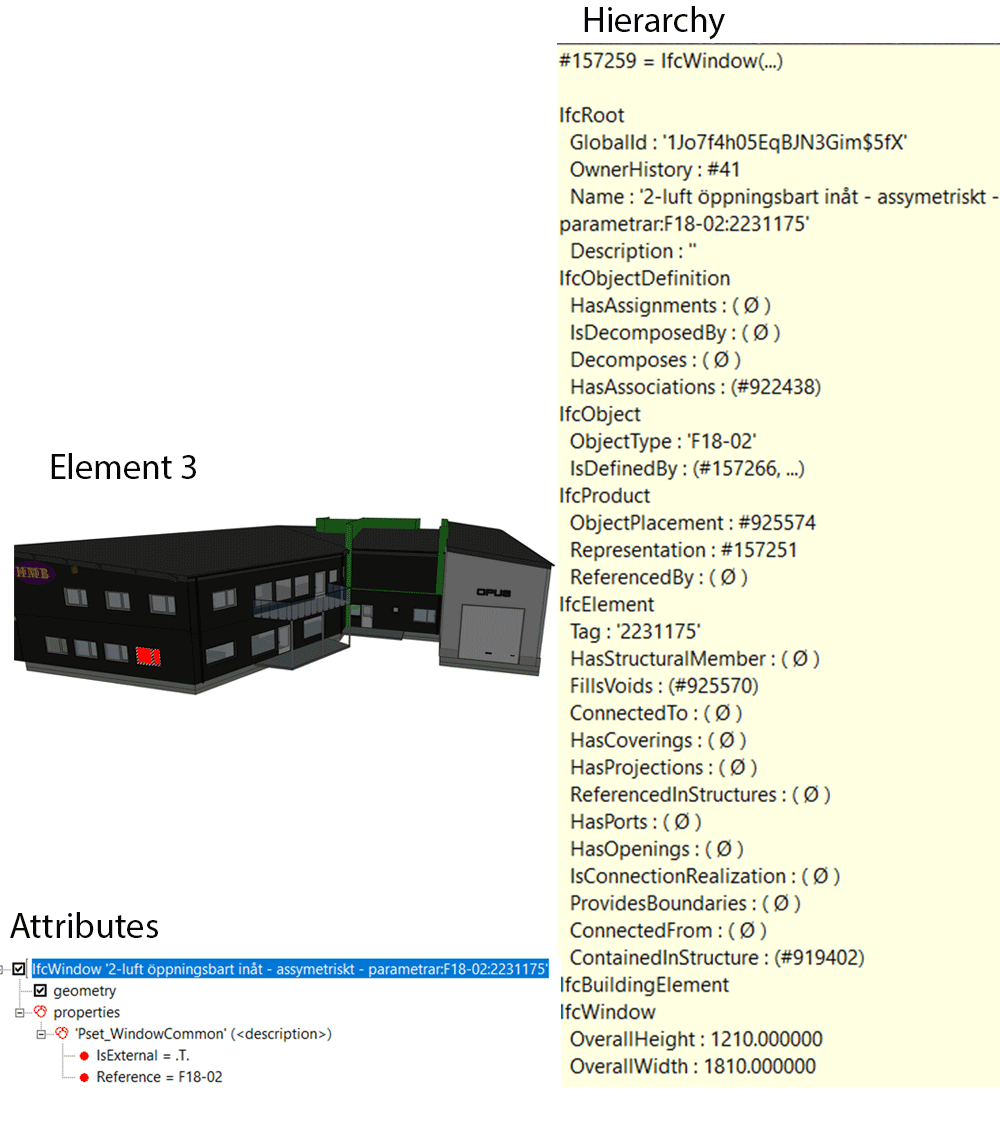 Hierarchy
#157259 = IfcWindow(...)
IfcRoot
GlobalId : '1Jo7f4h05EqBJN3Gim$5fX'
OwnerHistory : #41
Name : '2-luft öppningsbart inåt - assymetriskt -
parametrar:F18-02:2231175'
Description : ''
IfcObjectDefinition
HasAssignments : ( Ø )
IsDecomposedBy : ( Ø )
Decomposes : ( Ø )
HasAssociations : (#922438)
IfcObject
ObjectType : 'F18-02'
IsDefinedBy : (#157266, ...)
IfcProduct
ObjectPlacement : #925574
Representation : #157251
ReferencedBy : ( Ø )
IfcElement
Tag : '2231175'
HasStructuralMember : ( Ø )
FillsVoids : (#925570)
ConnectedTo : ( Ø )
HasCoverings : ( Ø )
HasProjections : ( Ø )
ReferencedInStructures : ( Ø )
HasPorts : ( Ø )
HasOpenings : ( Ø )
IsConnectionRealization : ( Ø )
ProvidesBoundaries : ( Ø )
ConnectedFrom : ( Ø )
ContainedInStructure : (#919402)
IfcBuildingElement
IfcWindow
OverallHeight : 1210.000000
OverallWidth : 1810.000000
Element 3
OPUS
Attributes
IfcWindow '2-luft öppningsbart inåt - assymetriskt - parametrar:F18-02:2231175'
geometry
properties
'Pset_WindowCommon' (<description>)
IsExternal = .T.
Reference = F18-02